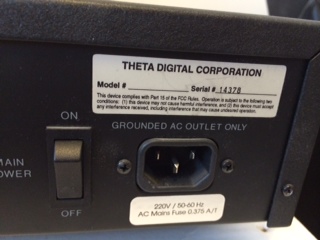 THETA DIGITAL CORPORATION
Model # Serial # 14378
This device complies with Part 15 of the FCC Rules. Operation is subject to the following two
conditions: (1) this device may not cause harmful interference, and (2) this device must accept
any interference received, including interference that may cause undesired operation.
ON
GROUNDED AC OUTLET ONLY
MAIN
POWER
OFF
220V / 50-60 Hz
AC Mains Fuse 0.375 A/T